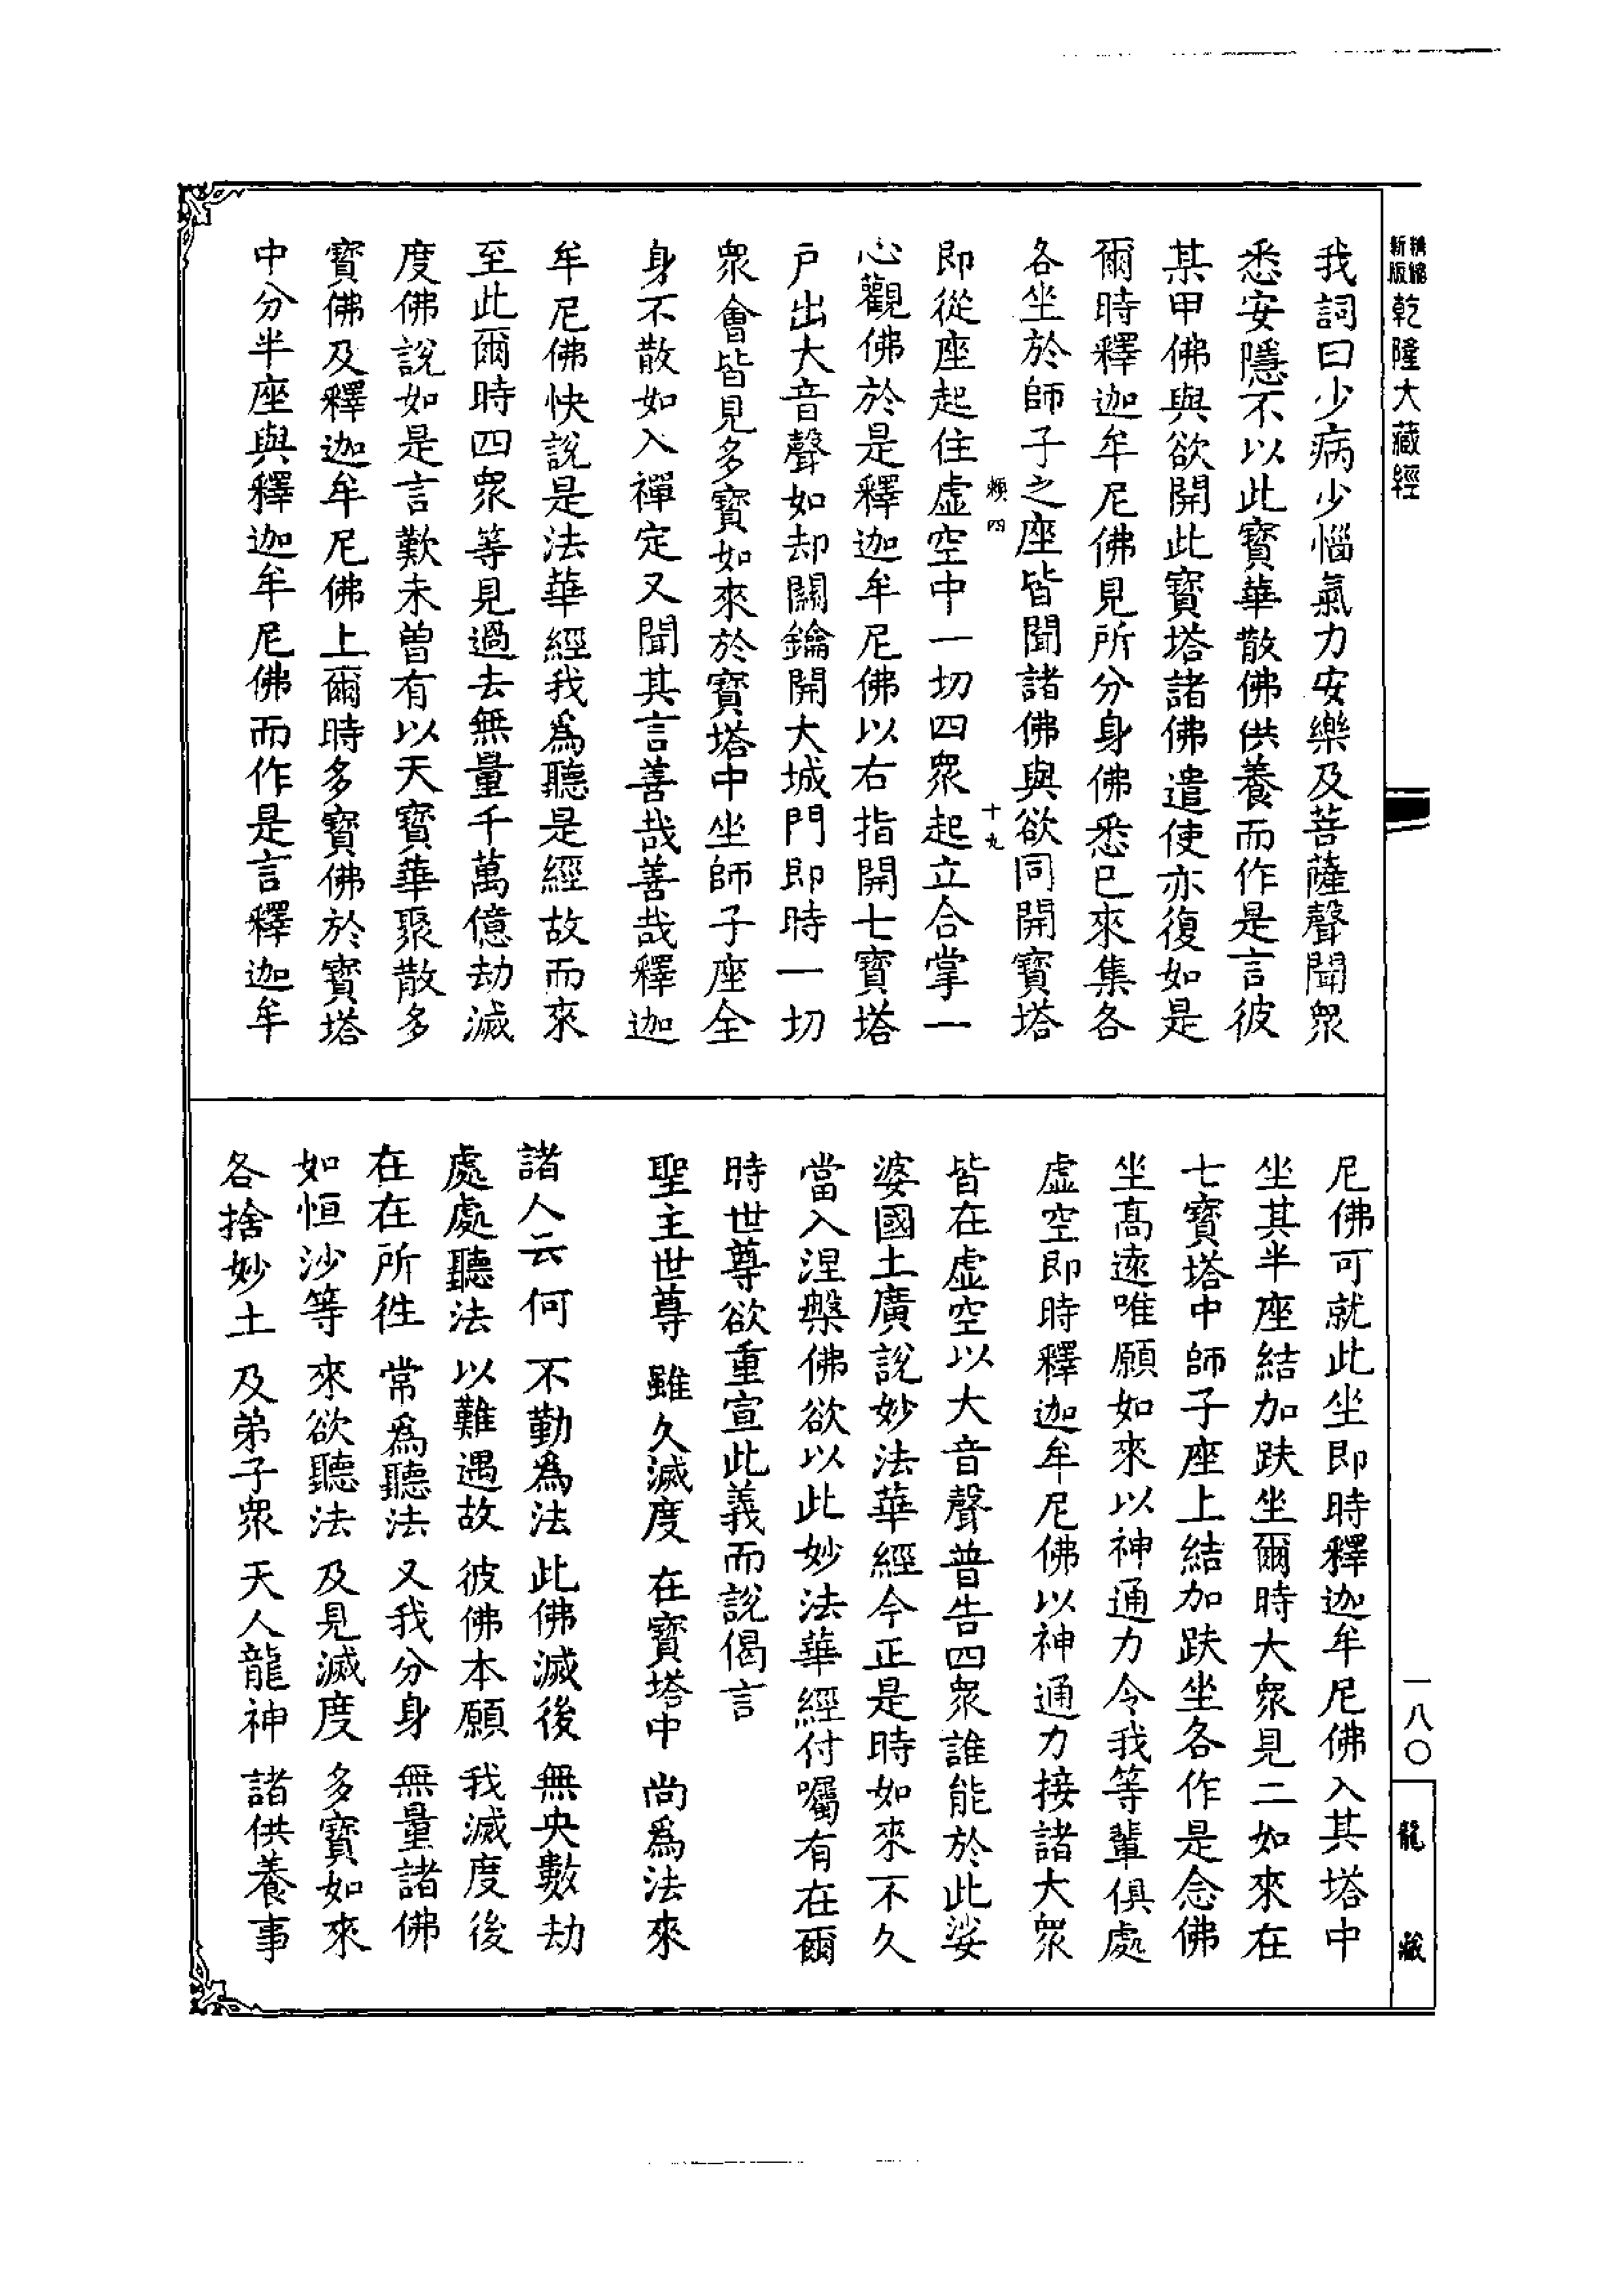 精縮
新版
乾隆大藏經
我詞曰少病少惱氣力安樂及菩薩聲聞衆
悉安隱不以此寶華散佛供養而作是言彼
某甲佛與欲開此寶塔諸佛遣使亦復如是
爾時釋迦牟尼佛見所分身佛悉已來集各
各坐於師子之座皆聞諸佛與欲同開寶塔
頼四 十九
即從座起住虛空中一切四衆起立合掌一
心觀佛於是釋迦牟尼佛以右指開七寶塔
戶出大音聲如却關鑰開大城門即時一切
衆會皆見多寶如來於寶塔中坐師子座全
身不散如入禪定又聞其言善哉善哉釋迦
牟尼佛快說是法華經我爲聽是經故而來
至此爾時四衆等見過去無量千萬億劫滅
度佛說如是言歎未曾有以天寶華聚散多
寶佛及釋迦牟尼佛上爾時多寶佛於寶塔
中分半座與釋迦牟尼佛而作是言釋迦牟
尼佛可就此坐即時釋迦牟尼佛入其塔中
坐其半座結加趺坐爾時大衆見二如來在
七寶塔中師子座上結加趺坐各作是念佛
坐高遠唯願如來以神通力令我等輩俱處
虛空即時釋迦牟尼佛以神通力接諸大衆
皆在虛空以大音聲普告四衆誰能於此娑
婆國土廣說妙法華經今正是時如來不久
當入涅槃佛欲以此妙法華經付囑有在爾
時世尊欲重宣此義而說偈言
聖主世尊 雖久滅度 在寶塔中 尚爲法來
諸人云何 不勤爲法 此佛滅後 無央數劫
處處聽法 以難遇故 彼佛本願 我滅度後
在在所徃 常爲聽法 又我分身 無量諸佛
如恒沙等 來欲聽法 及見滅度 多寶如來
各捨妙土 及弟子衆 天人龍神 諸供養事
一八〇
龍藏